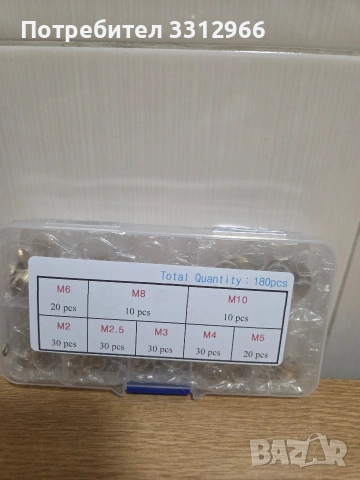 Потребител 3312966
Total Quantity : 180pcs
M6 M8 M10
20 pcs 10 pcs 10 pcs
M2 M2.5 M3 M4 M5
30 pcs 30 pcs 30 pcs 30 pcs 20 pcs
BAZAR